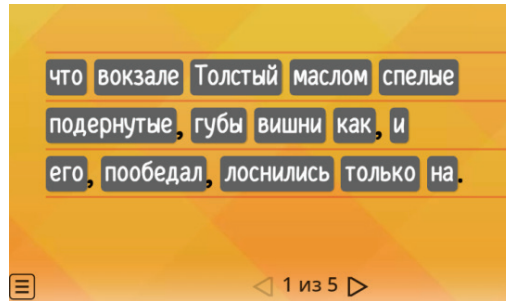 что вокзале Толстый маслом спелые
подернутые, губы вишни как, и
его, пообедал, лоснились только на.
1 из 5